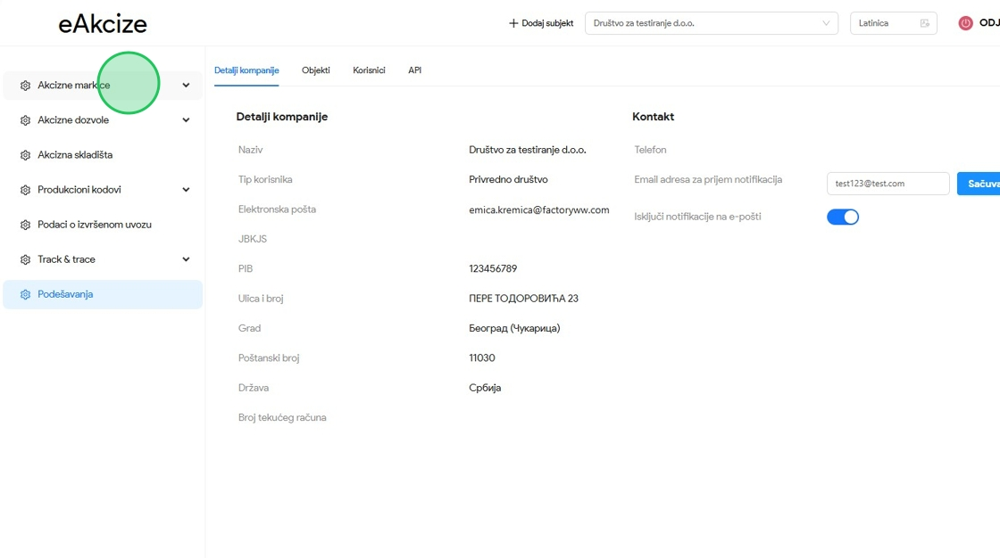 eAkcize
Dodaj subjekt
Društvo za testiranje d.o.o.
Latinica
Akcizne markice
Akcizne dozvole
Akcizna skladišta
Produkcioni kodovi
Podaci o izvršenom uvozu
Track & trace
Podešavanja
Detalji kompanije Objekti Korisnici API
Detalji kompanije
Naziv Društvo za testiranje d.o.o.
Tip korisnika Privredno društvo
Elektronska pošta emica.kremica@factoryww.com
JBKJS
PIB 123456789
Ulica i broj ПЕРЕ ТОДОРОВИЋА 23
Grad Београд (Чукарица)
Poštanski broj 11030
Država Србија
Broj tekućeg računa
Kontakt
Telefon
Email adresa za prijem notifikacija test123@test.com
Isključi notifikacije na e-pošti